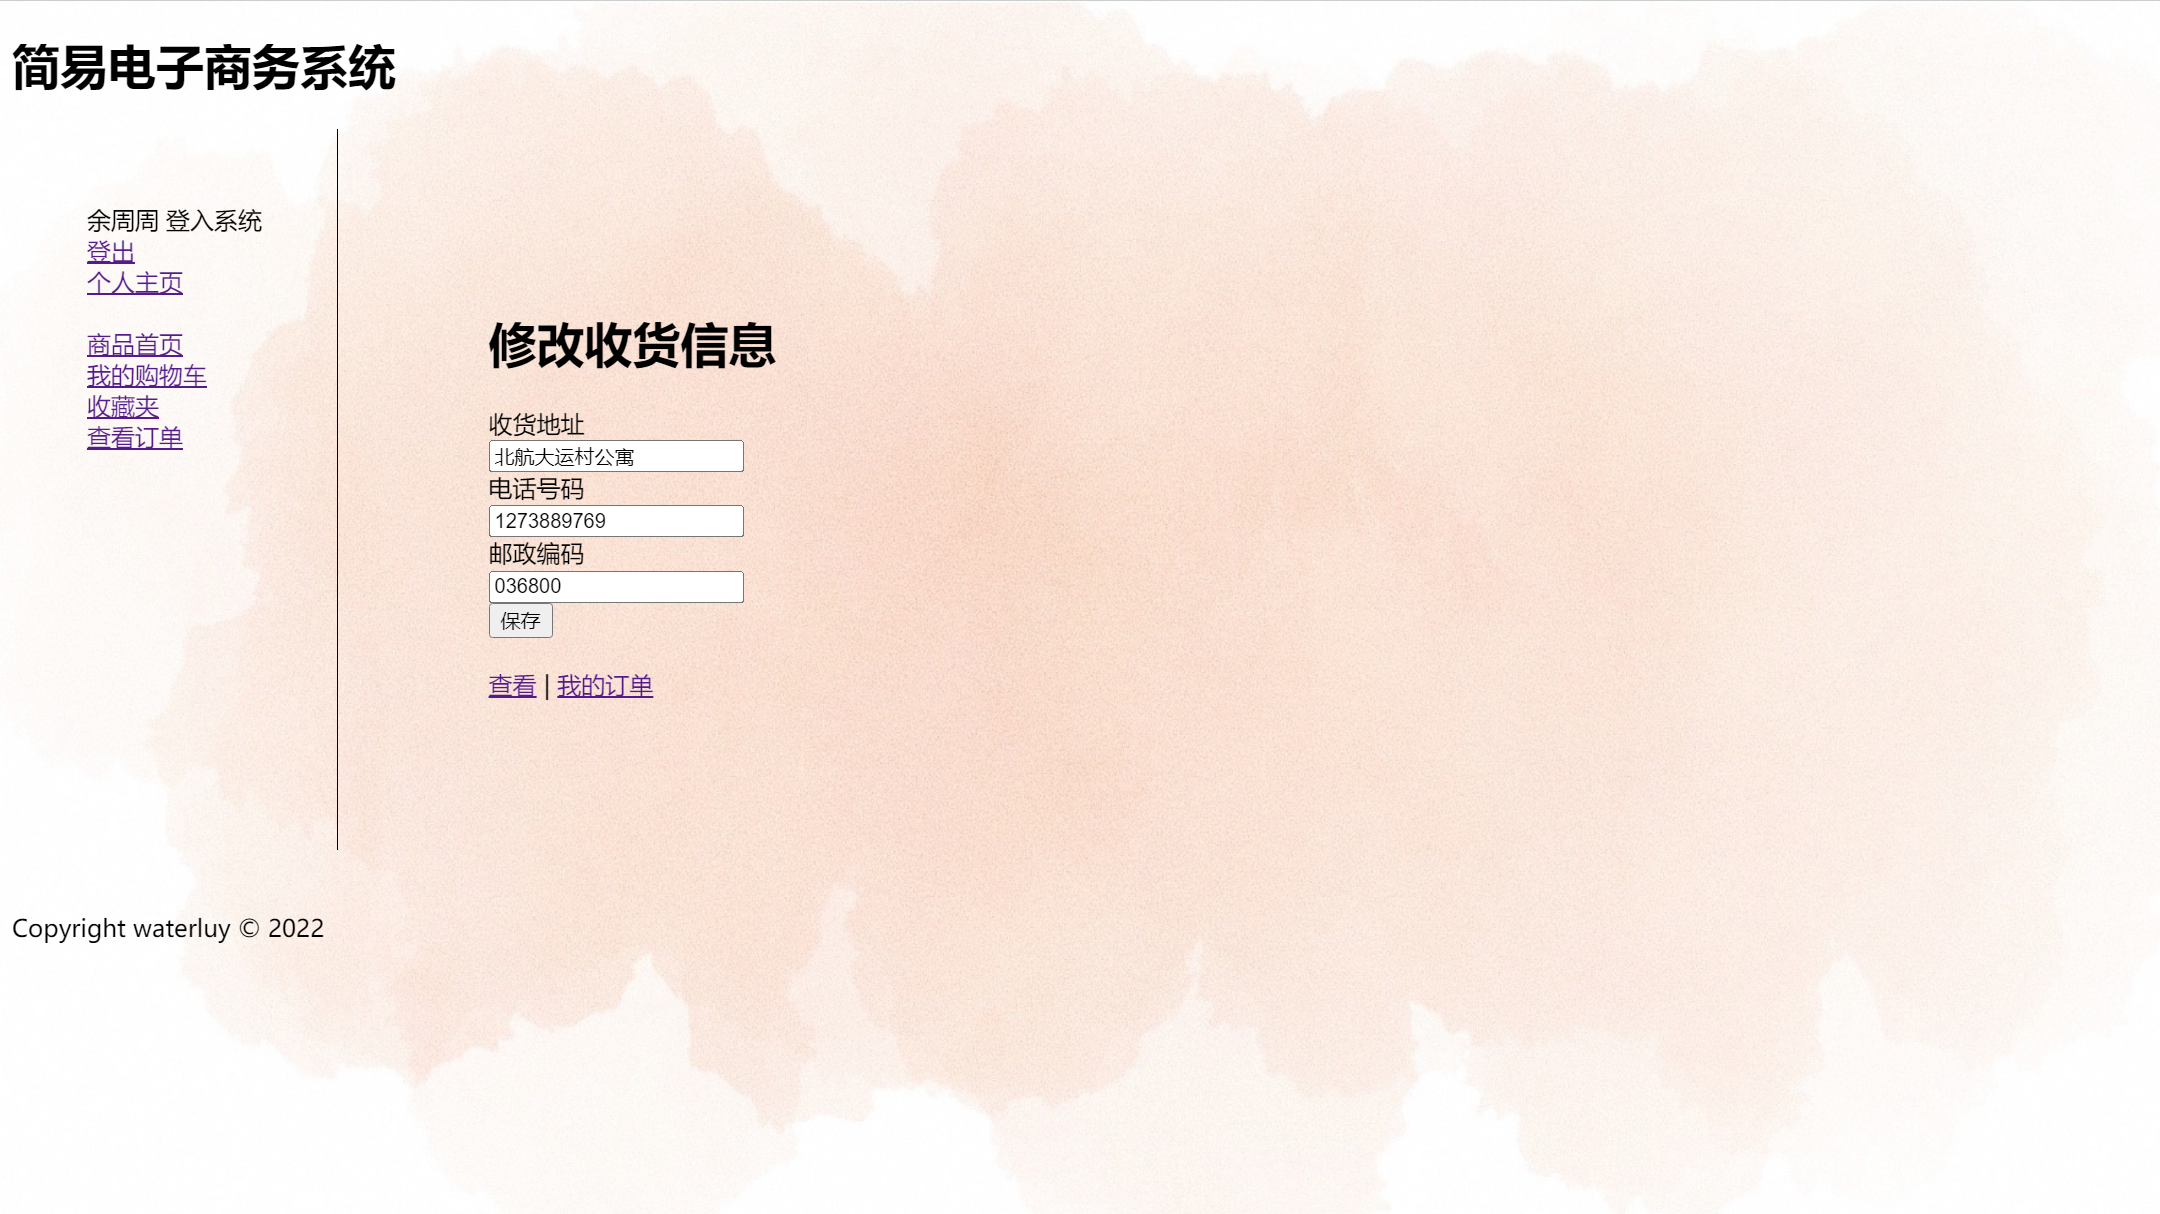 简易电子商务系统
余周周 登入系统
登出
个人主页
商品首页
我的购物车
收藏夹
查看订单
修改收货信息
收货地址
北航大运村公寓
电话号码
1273889769
邮政编码
036800
保存
查看 | 我的订单
Copyright waterluy © 2022